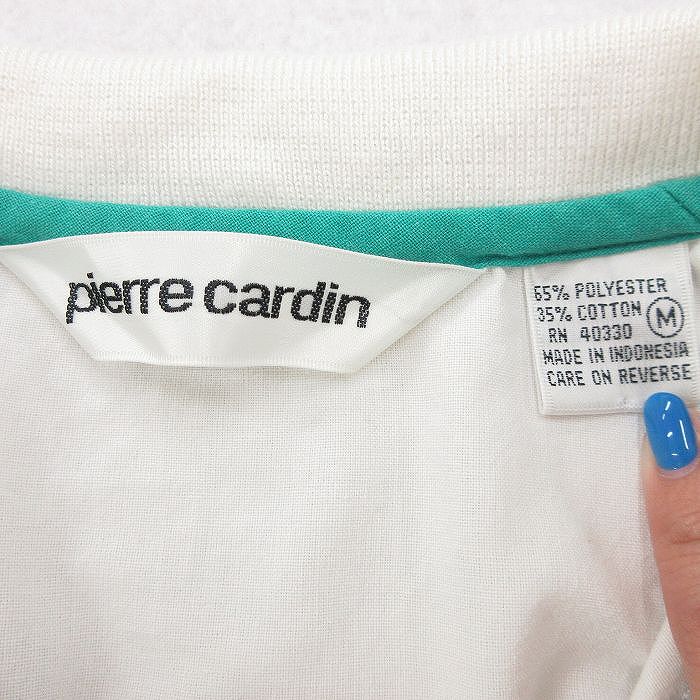 pierre cardin
65% POLYESTER
35% COTTON
M
RN 40330
MADE IN INDONESIA
CARE ON REVERSE